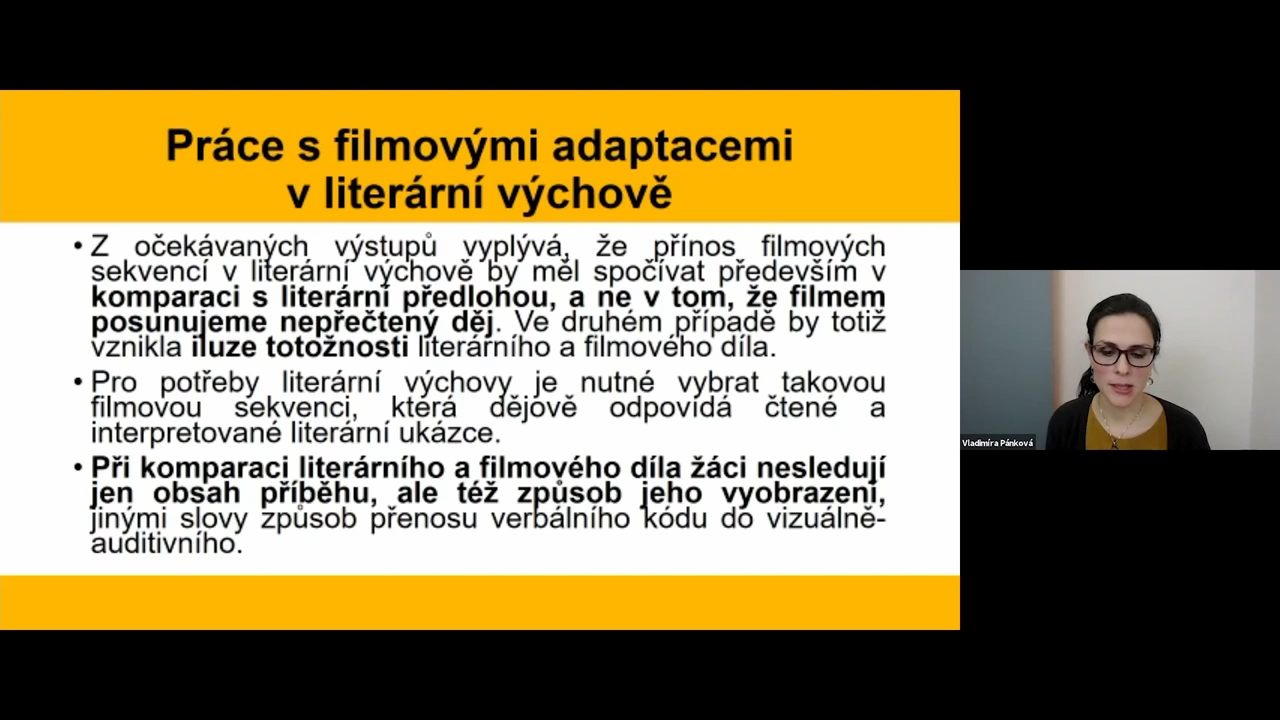 Práce s filmovými adaptacemi
v literární výchově
• Z očekávaných výstupů vyplývá, že přínos filmových
sekvencí v literární výchově by měl spočívat především v
komparaci s literární předlohou, a ne v tom, že filmem
posunujeme nepřečtený děj. Ve druhém případě by totiž
vznikla iluze totožnosti literárního a filmového díla.
• Pro potřeby literární výchovy je nutné vybrat takovou
filmovou sekvenci, která dějově odpovídá čtené a
interpretované literární ukázce.
• Při komparaci literárního a filmového díla žáci nesledují
jen obsah příběhu, ale též způsob jeho vyobrazení,
jinými slovy způsob přenosu verbálního kódu do vizuálně-
auditivního.
Vladimíra Pánková